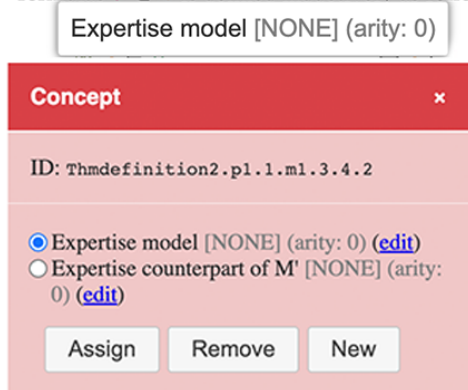 Expertise model [NONE] (arity: 0)
Concept ×
ID: Thmdefinition2.p1.1.m1.3.4.2
Expertise model [NONE] (arity: 0) (edit)
Expertise counterpart of M' [NONE] (arity:
0) (edit)
Assign Remove New